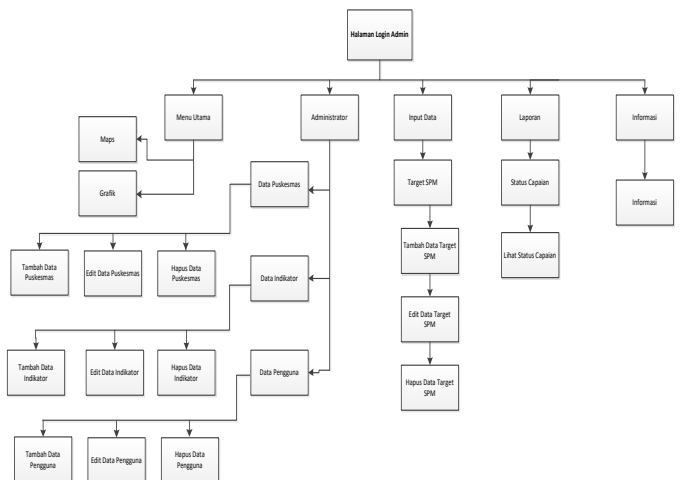 Halaman Login Admin
Menu Utama
Administrator
Input Data
Laporan
Informasi
Maps
Grafik
Data Puskesmas
Target SPM
Status Capaian
Informasi
Tambah Data
Puskesmas
Edit Data Puskesmas
Hapus Data
Puskesmas
Data Indikator
Tambah Data Target
SPM
Lihat Status Capaian
Edit Data Target
SPM
Tambah Data
Indikator
Edit Data Indikator
Hapus Data
Indikator
Data Pengguna
Hapus Data Target
SPM
Tambah Data
Pengguna
Edit Data Pengguna
Hapus Data
Pengguna